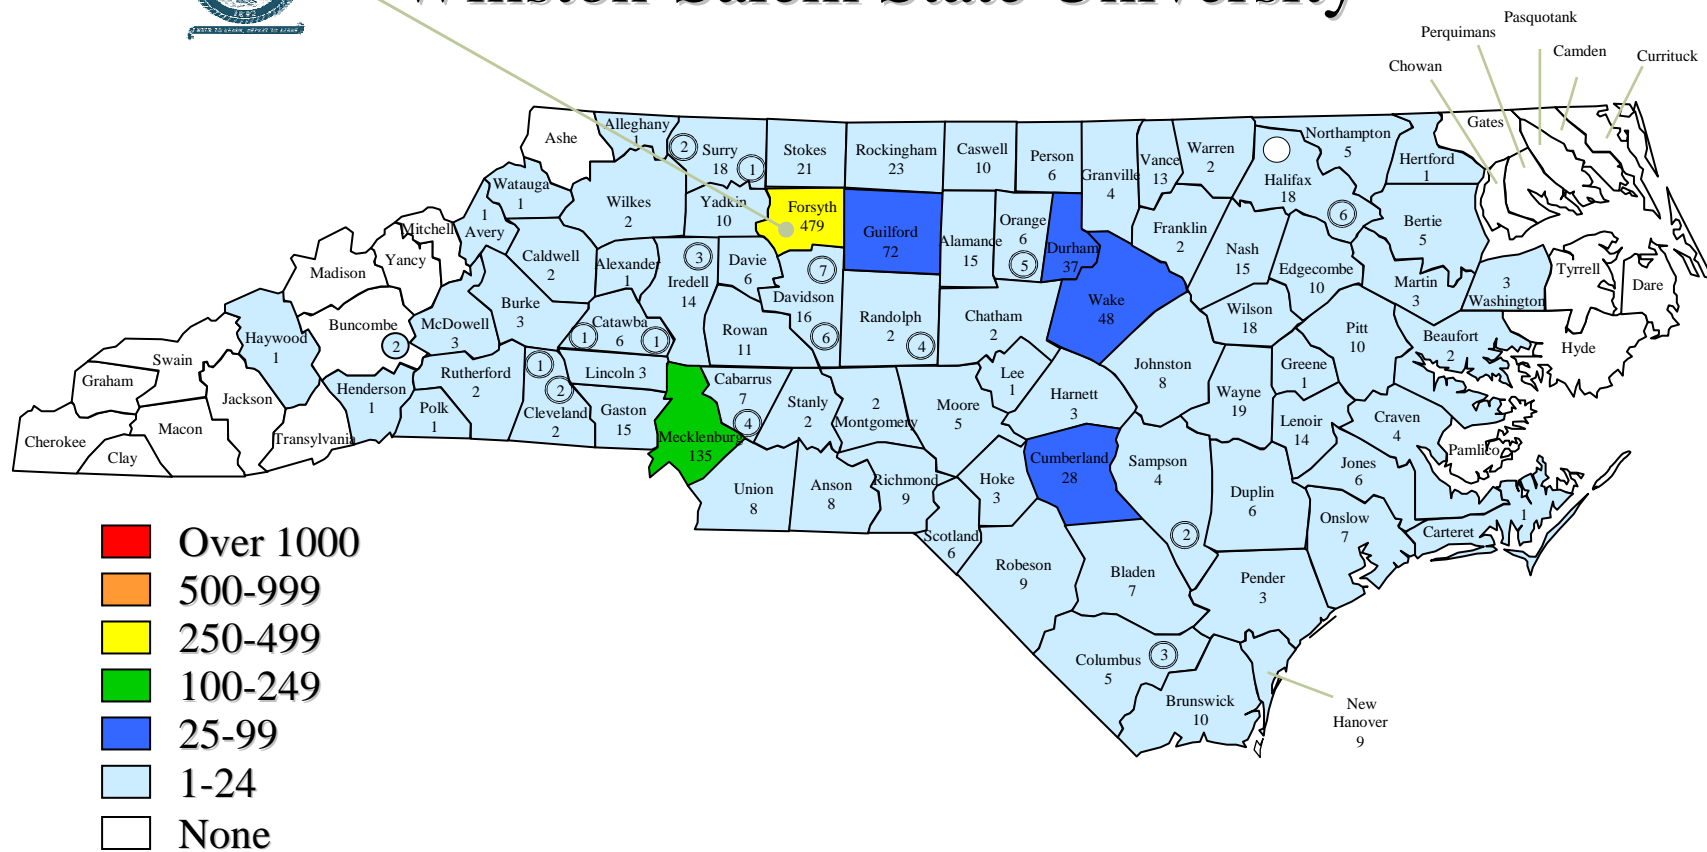 Winston-Salem State University
1892
Pasquotank
Perquimans
Camden
Currituck
Chowan
Gates
Ashe
Alleghany
1
2
Surry
18
1
Stokes
21
Rockingham
23
Caswell
10
Person
6
Granville
4
Vance
13
Warren
2
Halifax
18
6
Northampton
5
Hertford
1
Watauga
1
Wilkes
2
Yadkin
10
Forsyth
479
Guilford
72
Alamance
15
Orange
6
5
Durham
37
Franklin
2
Nash
15
Edgecombe
10
Bertie
5
Martin
3
3
Washington
Tyrrell
Dare
Mitchell
1
Avery
Yancy
Madison
Caldwell
2
Alexander
1
3
Iredell
14
Davie
6
7
Davidson
16
6
Randolph
2
4
Chatham
2
Wake
48
Wilson
18
Pitt
10
Beaufort
2
Hyde
Buncombe
2
McDowell
3
Burke
3
Catawba
1
6
1
Rowan
11
Haywood
1
Swain
Graham
Jackson
Macon
Cherokee
Clay
Transylvania
Henderson
1
Polk
1
Rutherford
2
1
2
Cleveland
2
Lincoln 3
Gaston
15
Mecklenburg
135
Cabarrus
7
4
Stanly
2
2
Montgomery
Moore
5
Lee
1
Harnett
3
Johnston
8
Wayne
19
Greene
1
Lenoir
14
Craven
4
Pamlico
Jones
6
Union
8
Anson
8
Richmond
9
Hoke
3
Cumberland
28
Sampson
4
2
Duplin
6
Onslow
7
Carteret
1
Scotland
6
Robeson
9
Bladen
7
Pender
3
Columbus
5
3
Brunswick
10
New
Hanover
9
Over 1000
500-999
250-499
100-249
25-99
1-24
None